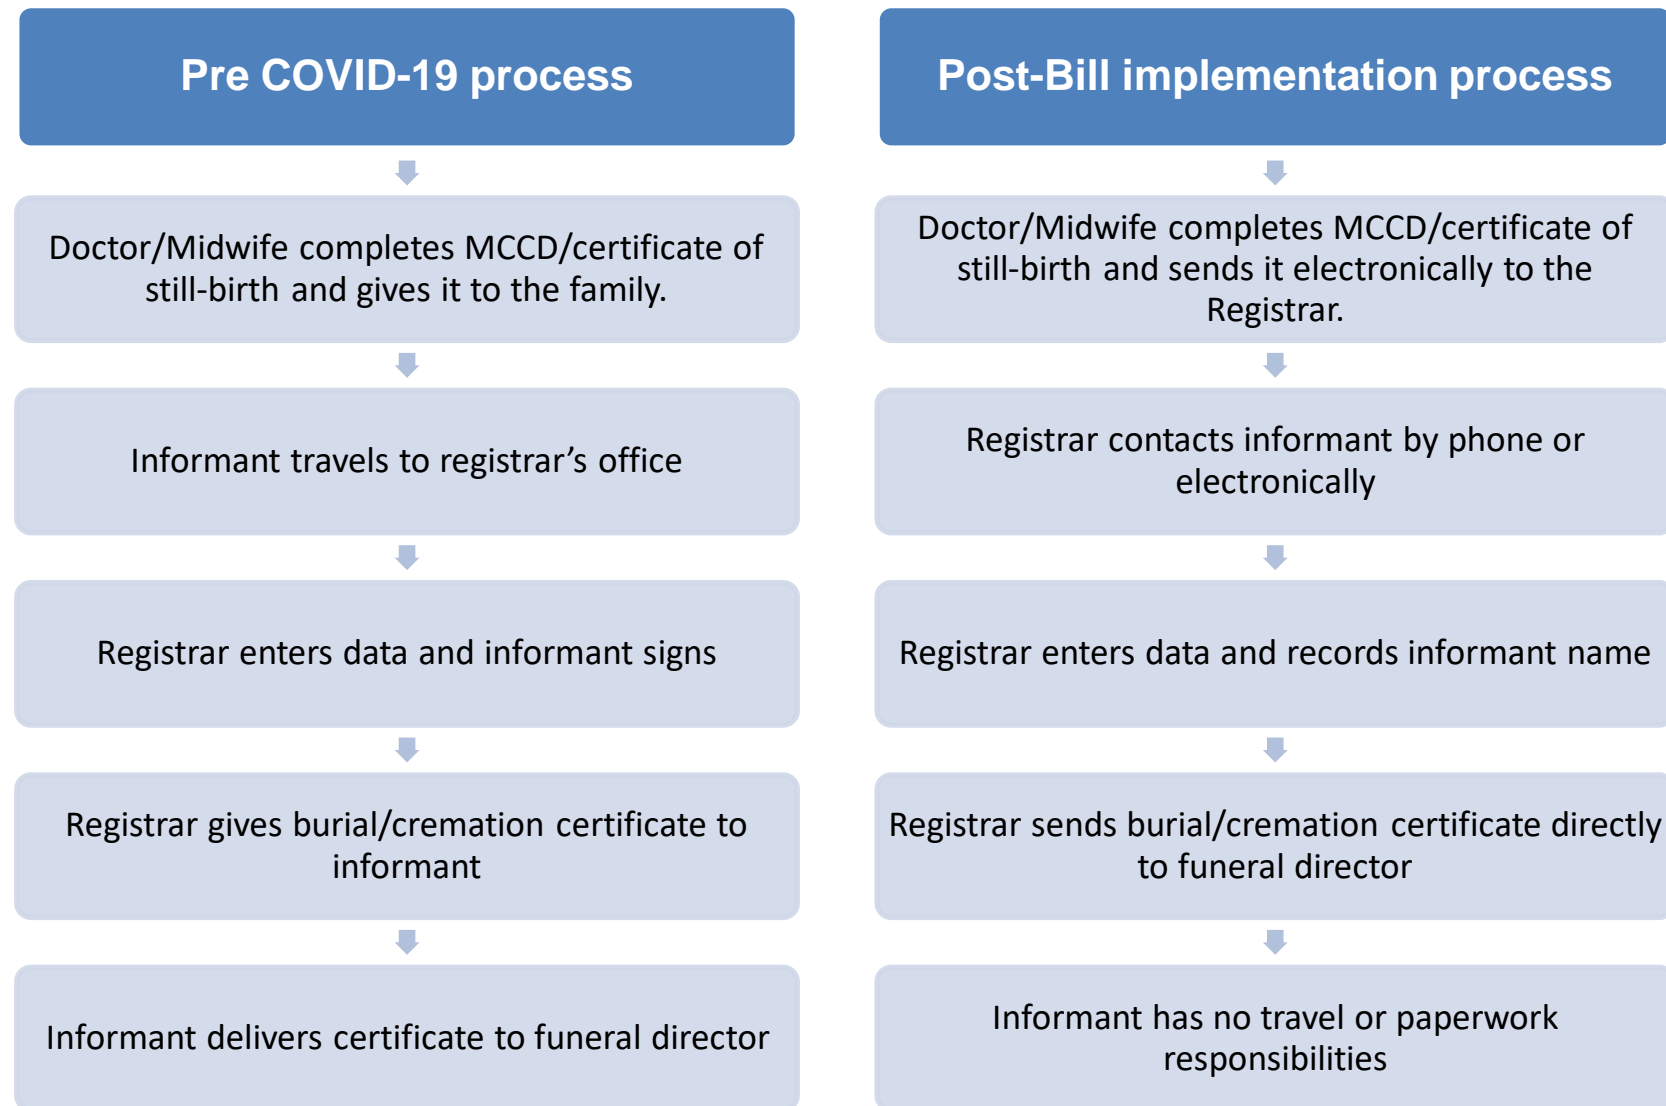 Pre COVID-19 process
Doctor/Midwife completes MCCD/certificate of
still-birth and gives it to the family.
Informant travels to registrar’s office
Registrar enters data and informant signs
Registrar gives burial/cremation certificate to
informant
Informant delivers certificate to funeral director
Post-Bill implementation process
Doctor/Midwife completes MCCD/certificate of
still-birth and sends it electronically to the
Registrar.
Registrar contacts informant by phone or
electronically
Registrar enters data and records informant name
Registrar sends burial/cremation certificate directly
to funeral director
Informant has no travel or paperwork
responsibilities